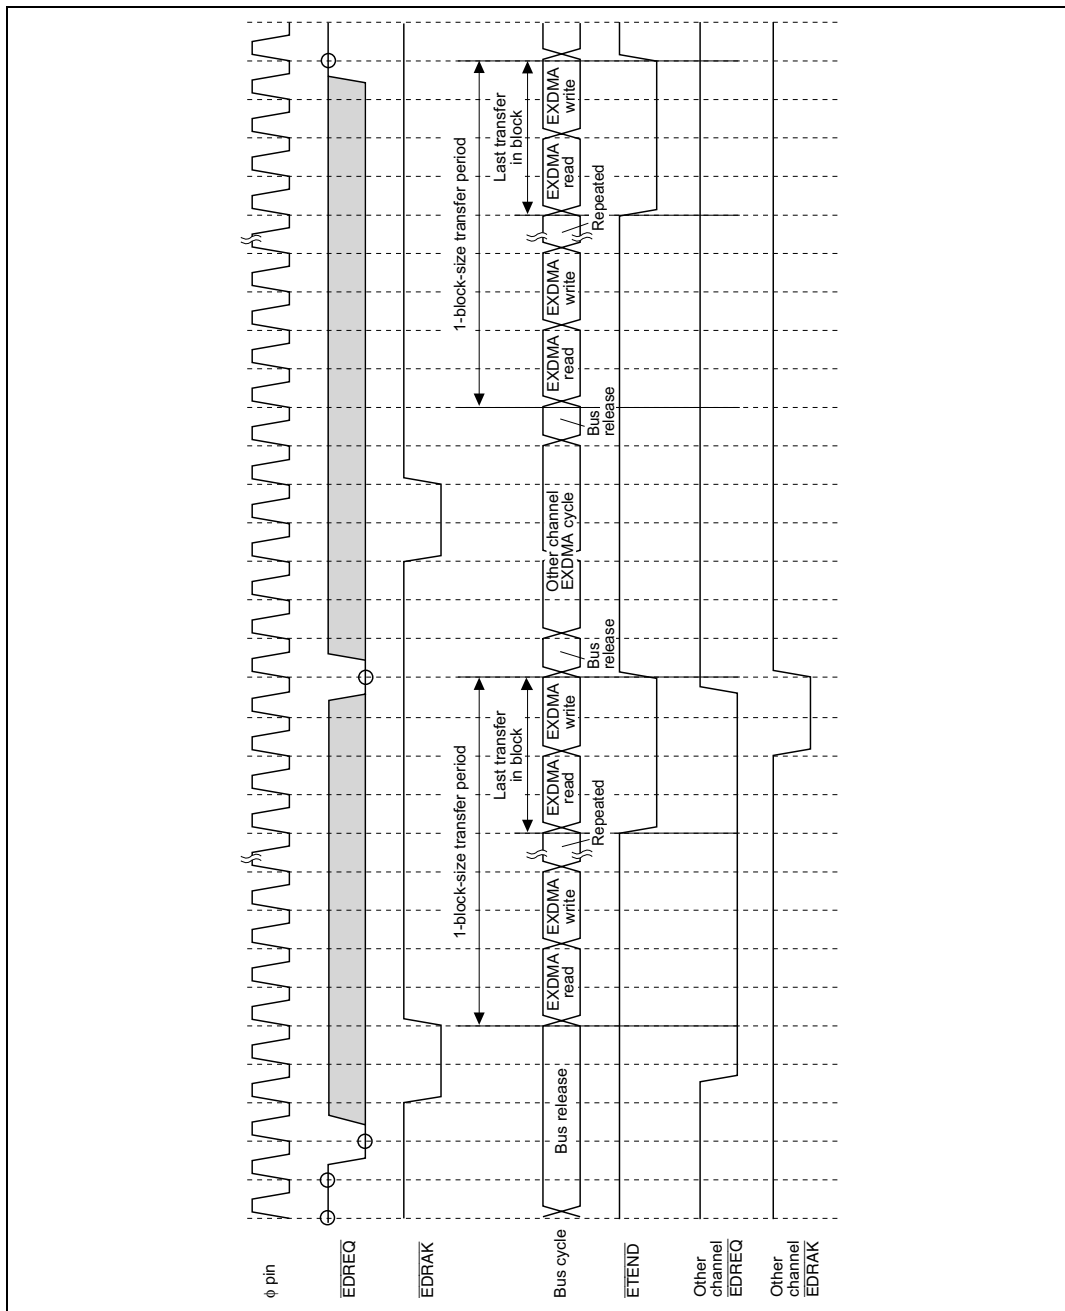 φ pin
EDREQ
EDRAK
1-block-size transfer period
1-block-size transfer period
Last transfer
in block
Last transfer
in block
Bus cycle
Bus release
EXDMA
read
EXDMA
write
Repeated
EXDMA
read
EXDMA
write
Bus
release
Other channel
EXDMA cycle
Bus
release
EXDMA
read
EXDMA
write
Repeated
EXDMA
read
EXDMA
write
ETEND
Other
channel
EDREQ
Other
channel
EDRAK